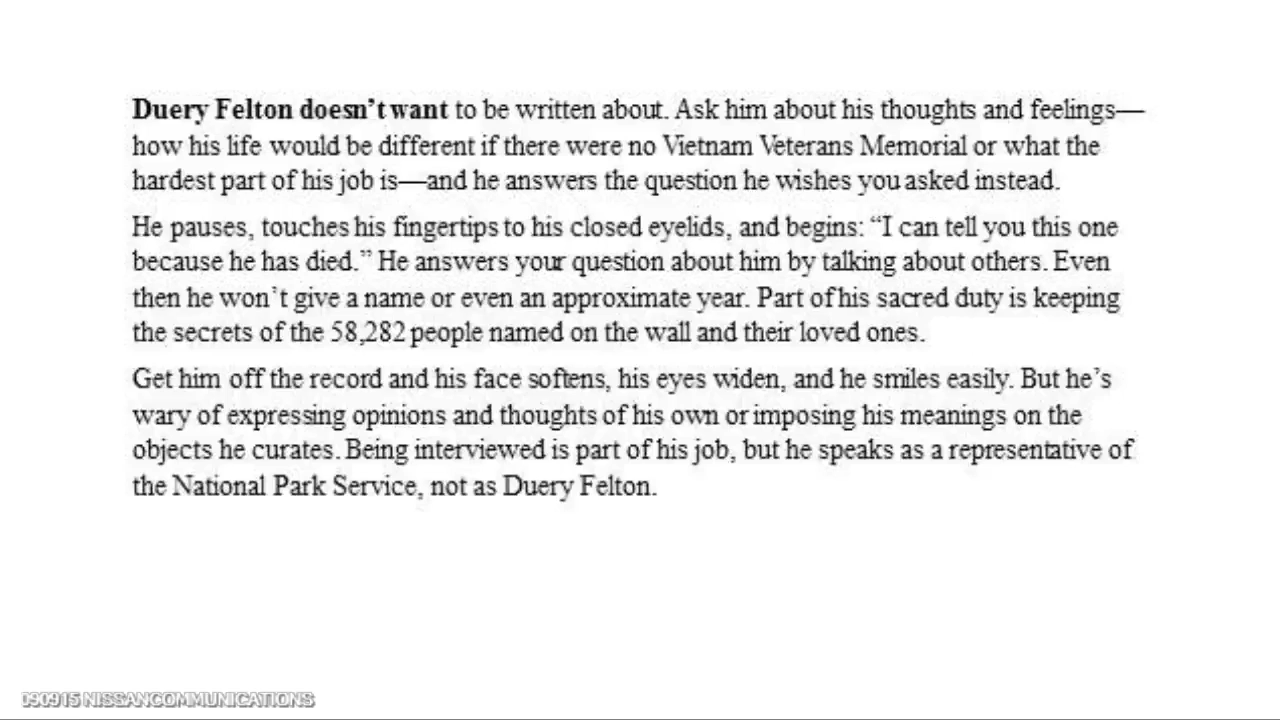 Duery Felton doesn't want to be written about. Ask him about his thoughts and feelings—
how his life would be different if there were no Vietnam Veterans Memorial or what the
hardest part of his job is—and he answers the question he wishes you asked instead.
He pauses, touches his fingertips to his closed eyelids, and begins: “I can tell you this one
because he has died.” He answers your question about him by talking about others. Even
then he won't give a name or even an approximate year. Part of his sacred duty is keeping
the secrets of the 58,282 people named on the wall and their loved ones.
Get him off the record and his face softens, his eyes widen, and he smiles easily. But he's
wary of expressing opinions and thoughts of his own or imposing his meanings on the
objects he curates. Being interviewed is part of his job, but he speaks as a representative of
the National Park Service, not as Duery Felton.
090915 NISSANCOMMUNICATIONS